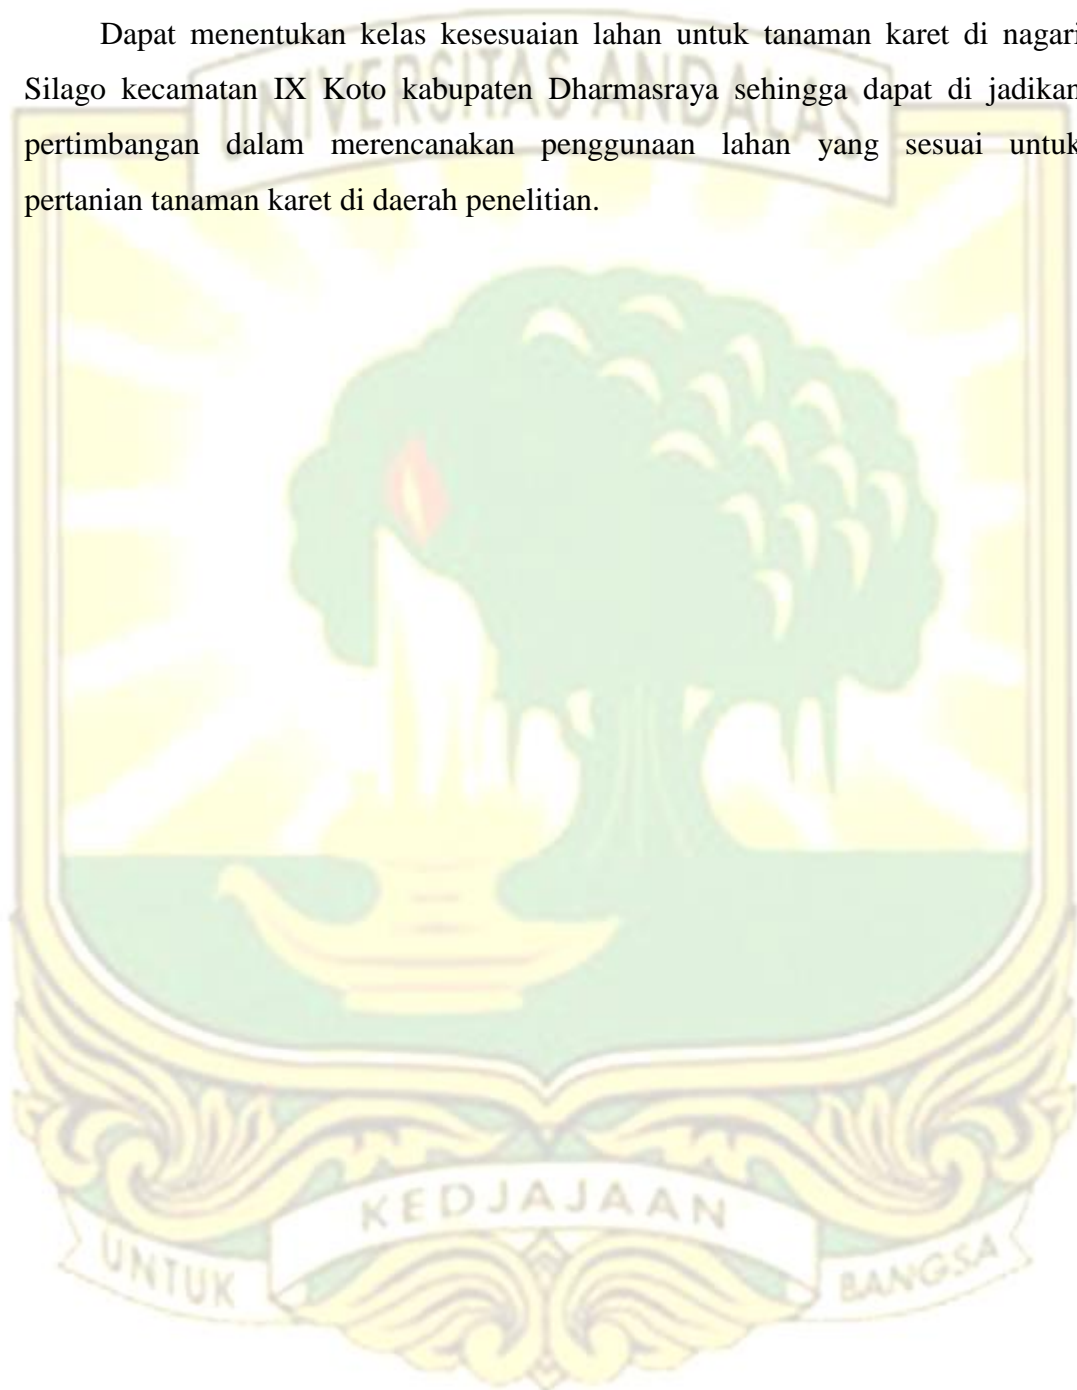 Dapat menentukan kelas kesesuaian lahan untuk tanaman karet di nagari
UNIVERSITAS ANDALAS
Silago kecamatan IX Koto kabupaten Dharmasraya sehingga dapat di jadikan
pertimbangan dalam merencanakan penggunaan lahan yang sesuai untuk
pertanian tanaman karet di daerah penelitian.
KEDJAJAAN
UNTUK
BANGSA